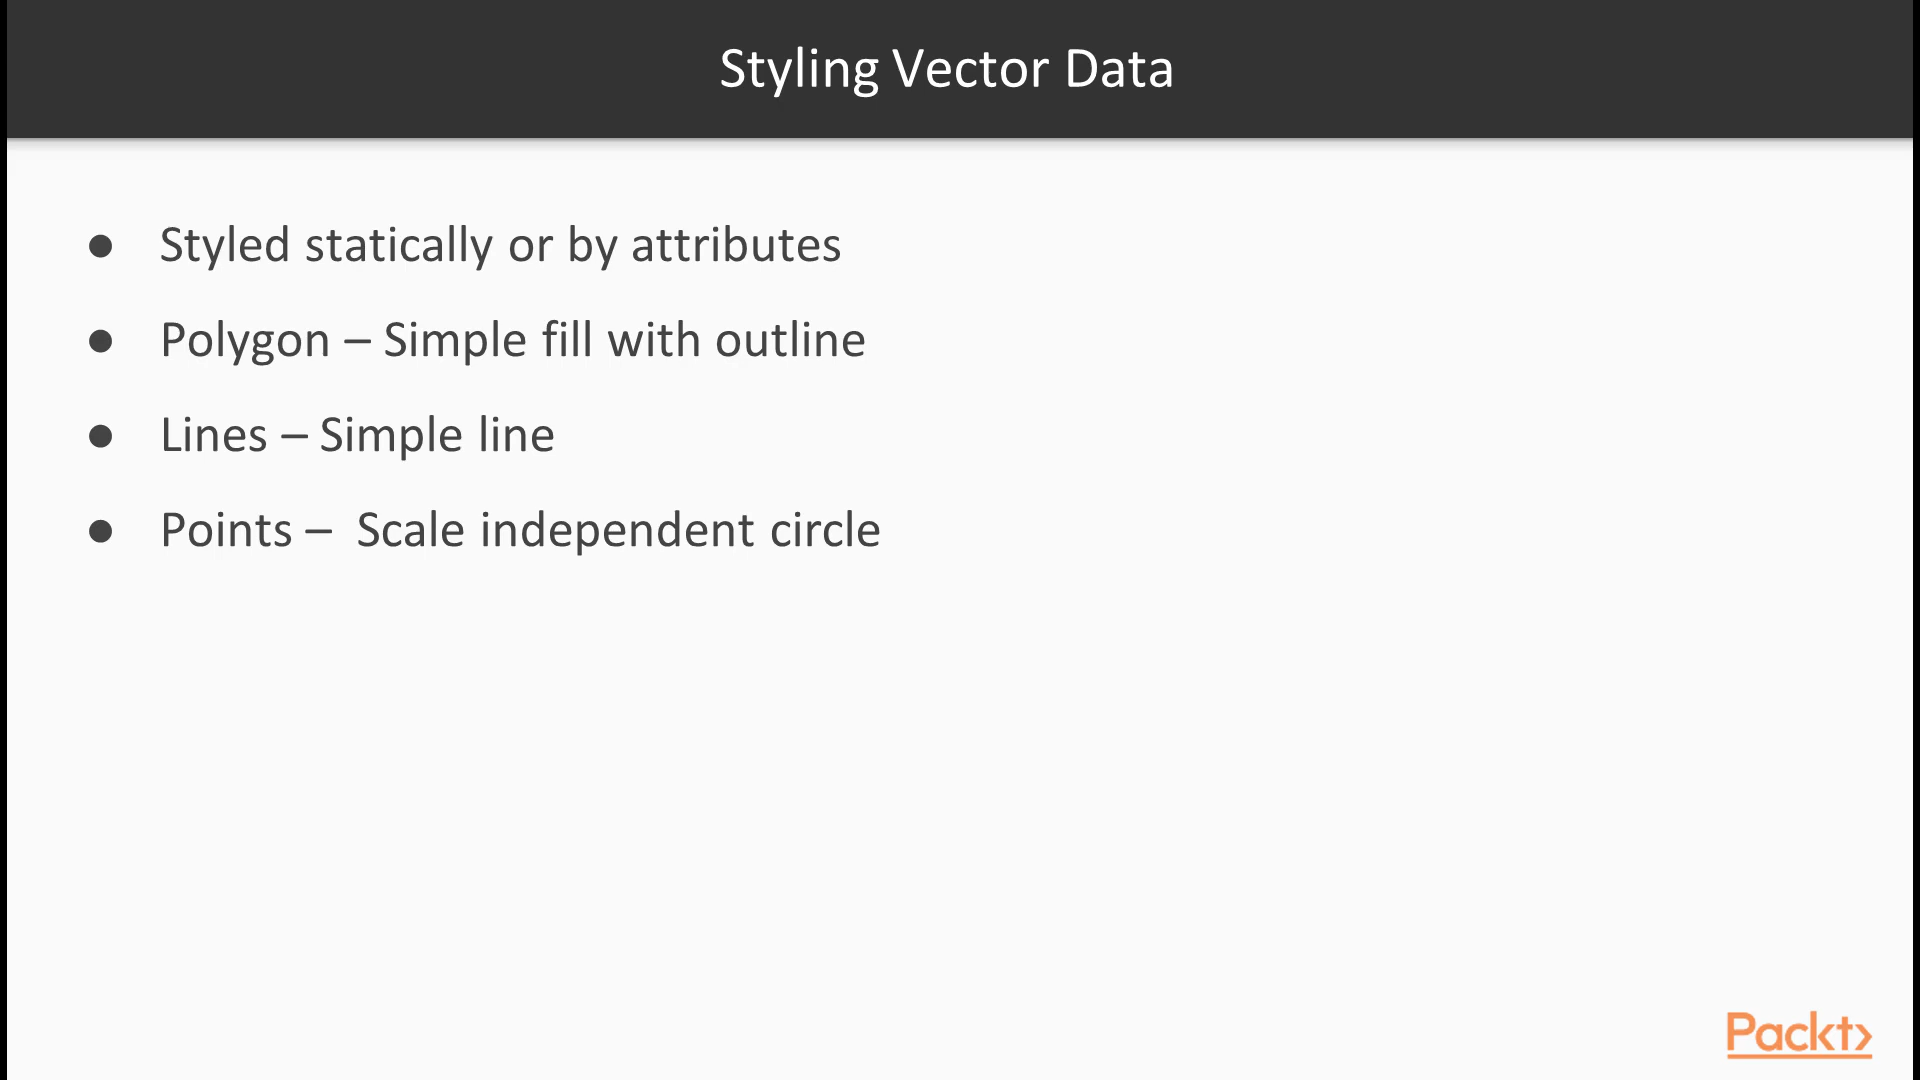 Styling Vector Data
● Styled statically or by attributes
● Polygon – Simple fill with outline
● Lines – Simple line
● Points –  Scale independent circle
Packt>